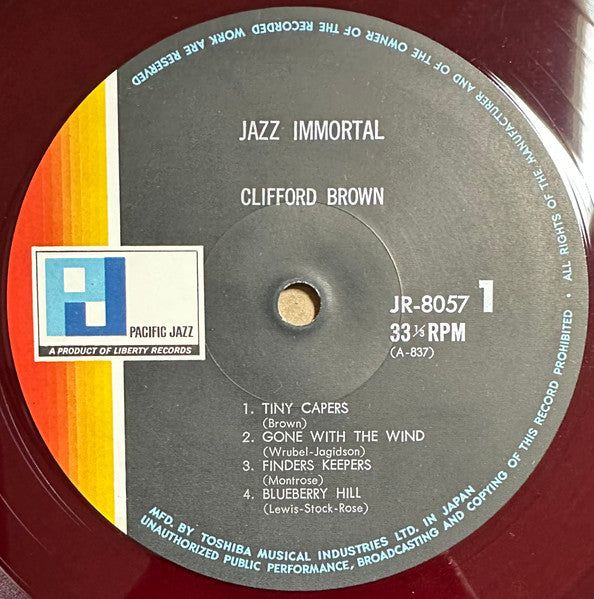 JAZZ IMMORTAL
CLIFFORD BROWN
PJ
PACIFIC JAZZ
A PRODUCT OF LIBERTY RECORDS
JR-8057 1
33 1/3 RPM
(A-837)
1. TINY CAPERS
(Brown)
2. GONE WITH THE WIND
(Wrubel-Jagidson)
3. FINDERS KEEPERS
(Montrose)
4. BLUEBERRY HILL
(Lewis-Stock-Rose)
MFD. BY TOSHIBA MUSICAL INDUSTRIES LTD. IN JAPAN
UNAUTHORIZED PUBLIC PERFORMANCE, BROADCASTING AND COPYING OF THIS RECORD PROHIBITED · ALL RIGHTS OF THE MANUFACTURER AND OF THE OWNER OF THE RECORDED WORK ARE RESERVED